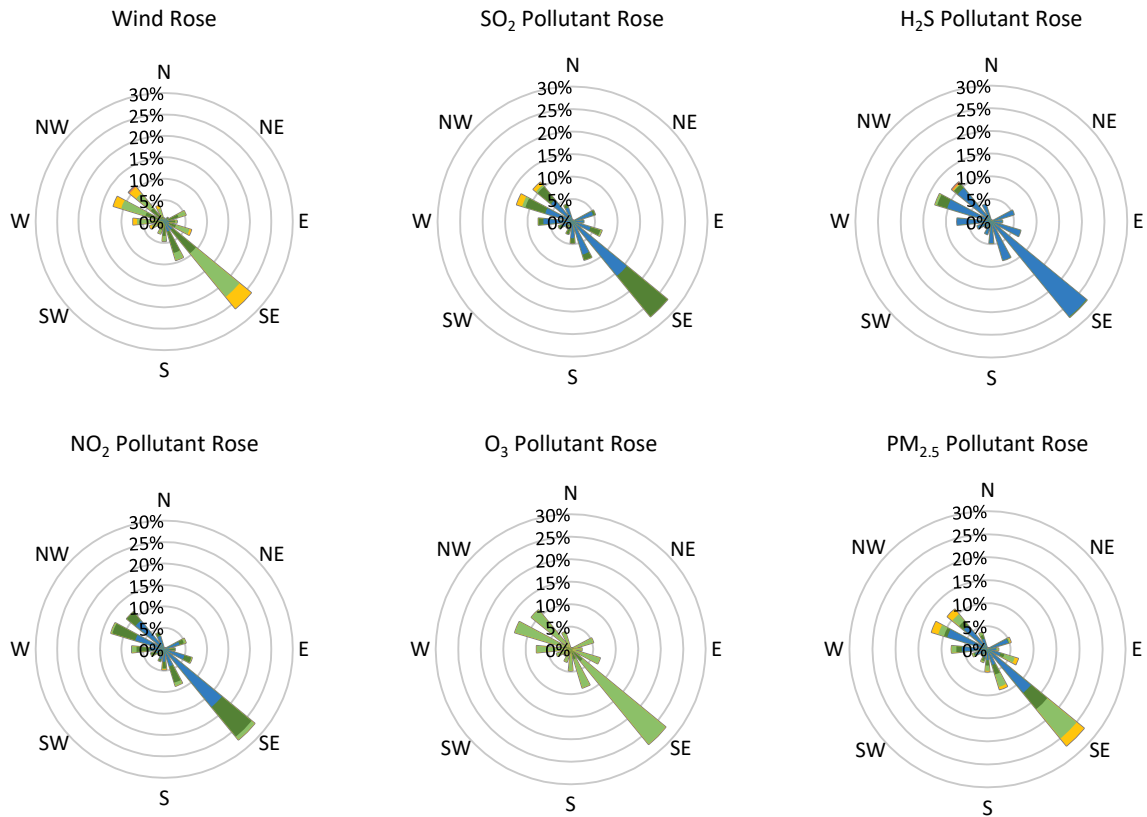 Wind Rose
N
30%
25%
20%
15%
10%
5%
0%
NW
NE
W
E
SW
SE
S
SO₂ Pollutant Rose
N
30%
25%
20%
15%
10%
5%
0%
NW
NE
W
E
SW
SE
S
H₂S Pollutant Rose
N
30%
25%
20%
15%
10%
5%
0%
NW
NE
W
E
SW
SE
S
NO₂ Pollutant Rose
N
30%
25%
20%
15%
10%
5%
0%
NW
NE
W
E
SW
SE
S
O₃ Pollutant Rose
N
30%
25%
20%
15%
10%
5%
0%
NW
NE
W
E
SW
SE
S
PM₂.₅ Pollutant Rose
N
30%
25%
20%
15%
10%
5%
0%
NW
NE
W
E
SW
SE
S